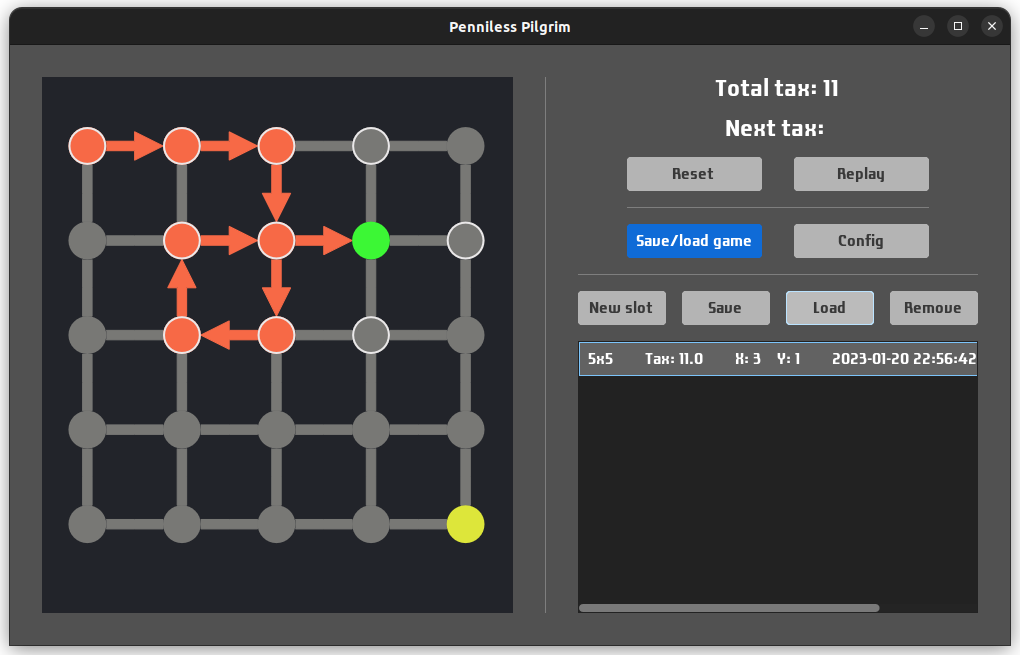 Penniless Pilgrim
Total tax: 11
Next tax:
Reset Replay
Save/load game Config
New slot Save Load Remove
5x5 Tax: 11.0 X: 3 Y: 1 2023-01-20 22:56:42